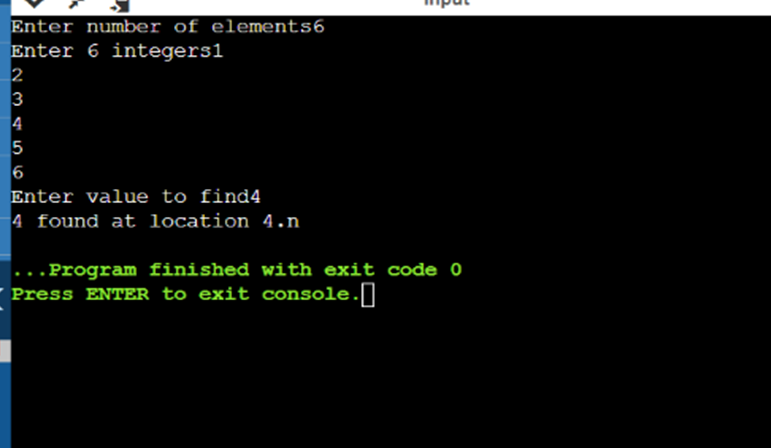 Input
Enter number of elements6
Enter 6 integers1
2
3
4
5
6
Enter value to find4
4 found at location 4.n
...Program finished with exit code 0
Press ENTER to exit console.